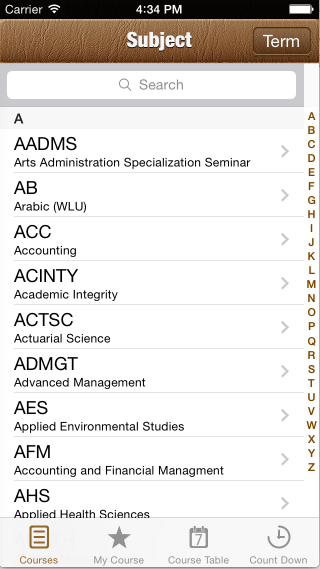 Carrier 4:34 PM
Subject
Term
Search
A
AADMS
Arts Administration Specialization Seminar
AB
Arabic (WLU)
ACC
Accounting
ACINTY
Academic Integrity
ACTSC
Actuarial Science
ADMGT
Advanced Management
AES
Applied Environmental Studies
AFM
Accounting and Financial Managment
AHS
Applied Health Sciences
A
B
C
D
E
F
G
H
I
J
K
L
M
N
O
P
Q
R
S
T
U
V
W
X
Y
Z
7
Courses My Course Course Table Count Down